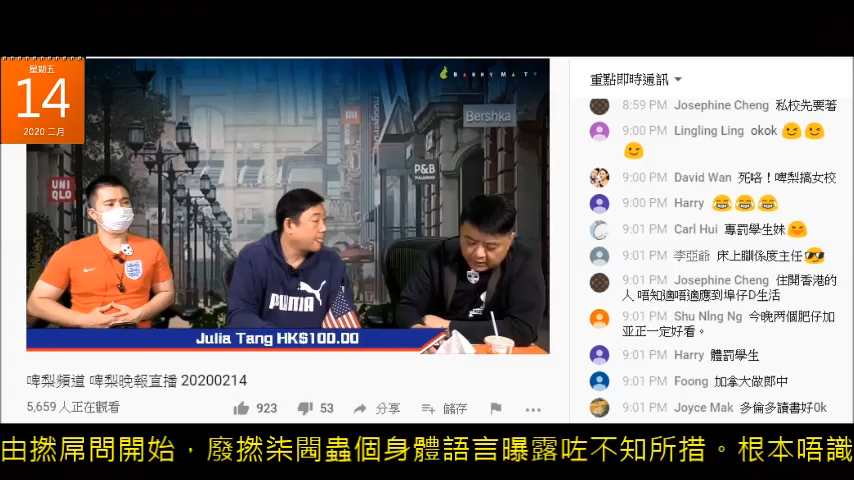 星期五
14
2020 二月
BARRYMATT
UNIQLO
mi
Bershka
P&B
PUMA
Julia Tang HK$100.00
啤梨頻道 啤梨晚報直播 20200214
5,659 人正在觀看
923
53
分享
儲存
重點即時通訊
8:59 PM Josephine Cheng 私校先要著
9:00 PM Lingling Ling okok 😉😉
😉
9:00 PM David Wan 死咯！啤梨搞女校
9:00 PM Harry 😂😂😂
9:01 PM Carl Hui 專罰學生妹
9:01 PM 李亞爺 床上瞓係度主任😎
9:01 PM Josephine Cheng 住開香港的
人 唔知適唔適應到埠仔D生活
9:01 PM Shu NIng Ng 今晚两个肥仔加
亚正一定好看。
9:01 PM Harry 體罰學生
9:01 PM Foong 加拿大做郎中
9:01 PM Joyce Mak 多倫多讀書好0k
由撚屌問開始，廢撚柒閪蟲個身體語言曝露咗不知所措。根本唔識